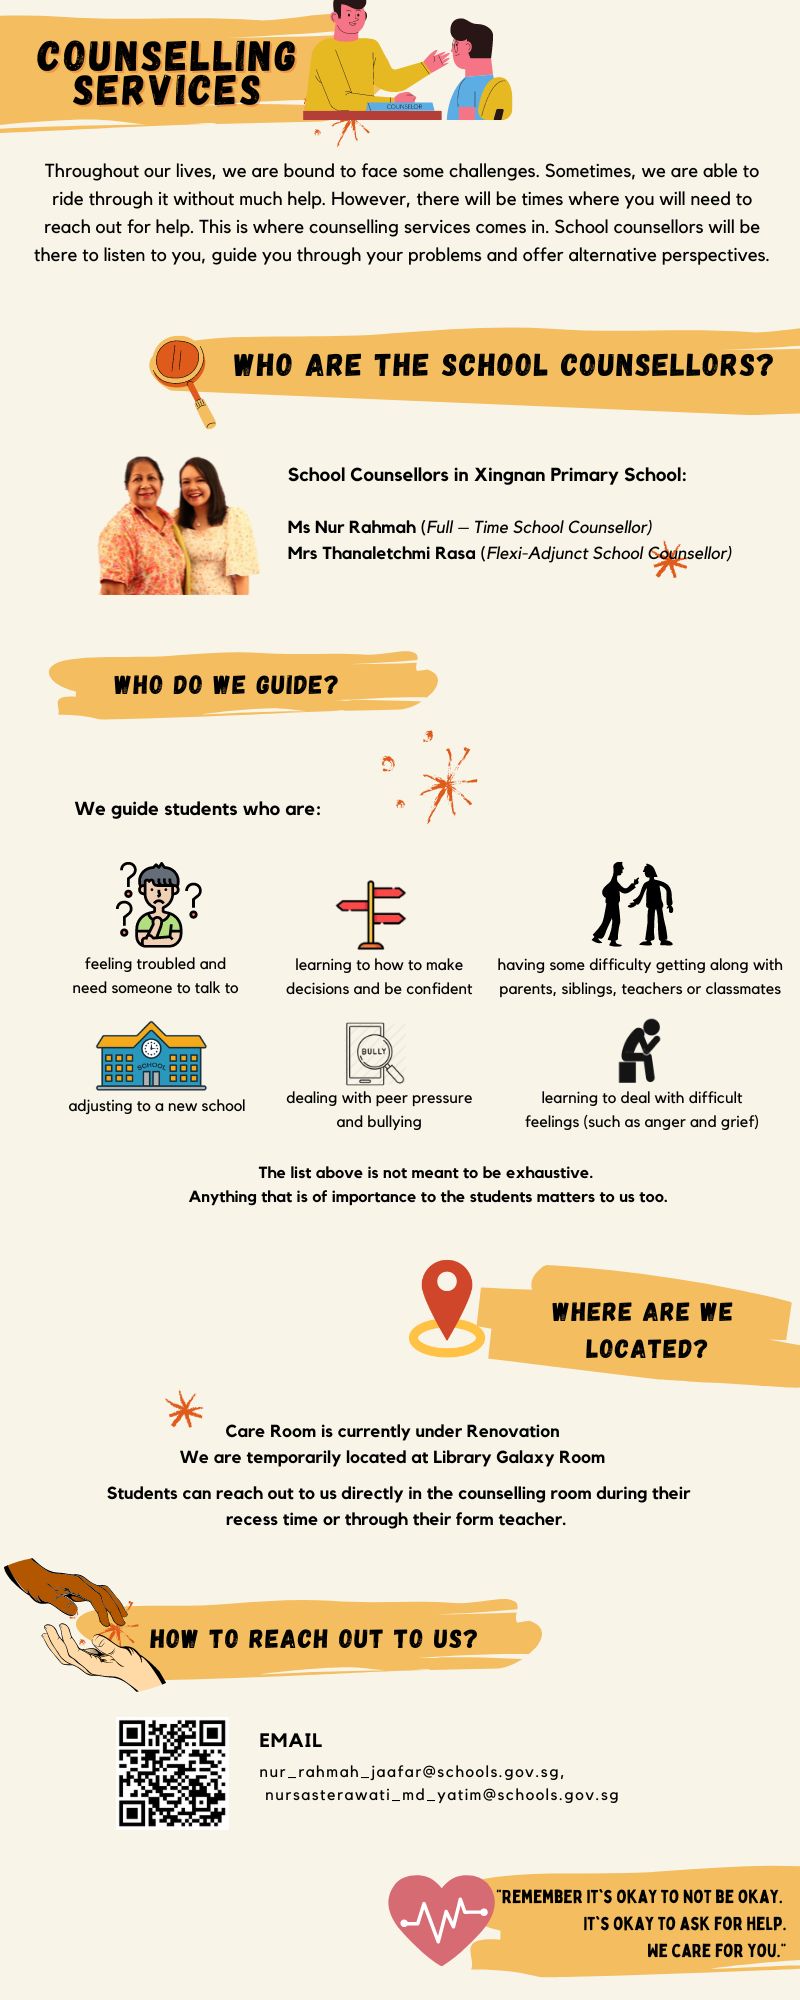 COUNSELLING
SERVICES
COUNSELOR
Throughout our lives, we are bound to face some challenges. Sometimes, we are able to
ride through it without much help. However, there will be times where you will need to
reach out for help. This is where counselling services comes in. School counsellors will be
there to listen to you, guide you through your problems and offer alternative perspectives.
WHO ARE THE SCHOOL COUNSELLORS?
School Counsellors in Xingnan Primary School:
Ms Nur Rahmah (Full – Time School Counsellor)
Mrs Thanaletchmi Rasa (Flexi-Adjunct School Counsellor)
WHO DO WE GUIDE?
We guide students who are:
feeling troubled and
need someone to talk to
learning to how to make
decisions and be confident
having some difficulty getting along with
parents, siblings, teachers or classmates
SCHOOL
adjusting to a new school
BULLY
dealing with peer pressure
and bullying
learning to deal with difficult
feelings (such as anger and grief)
The list above is not meant to be exhaustive.
Anything that is of importance to the students matters to us too.
WHERE ARE WE
LOCATED?
Care Room is currently under Renovation
We are temporarily located at Library Galaxy Room
Students can reach out to us directly in the counselling room during their
recess time or through their form teacher.
HOW TO REACH OUT TO US?
EMAIL
nur_rahmah_jaafar@schools.gov.sg,
nursasterawati_md_yatim@schools.gov.sg
"REMEMBER IT'S OKAY TO NOT BE OKAY.
IT'S OKAY TO ASK FOR HELP.
WE CARE FOR YOU."